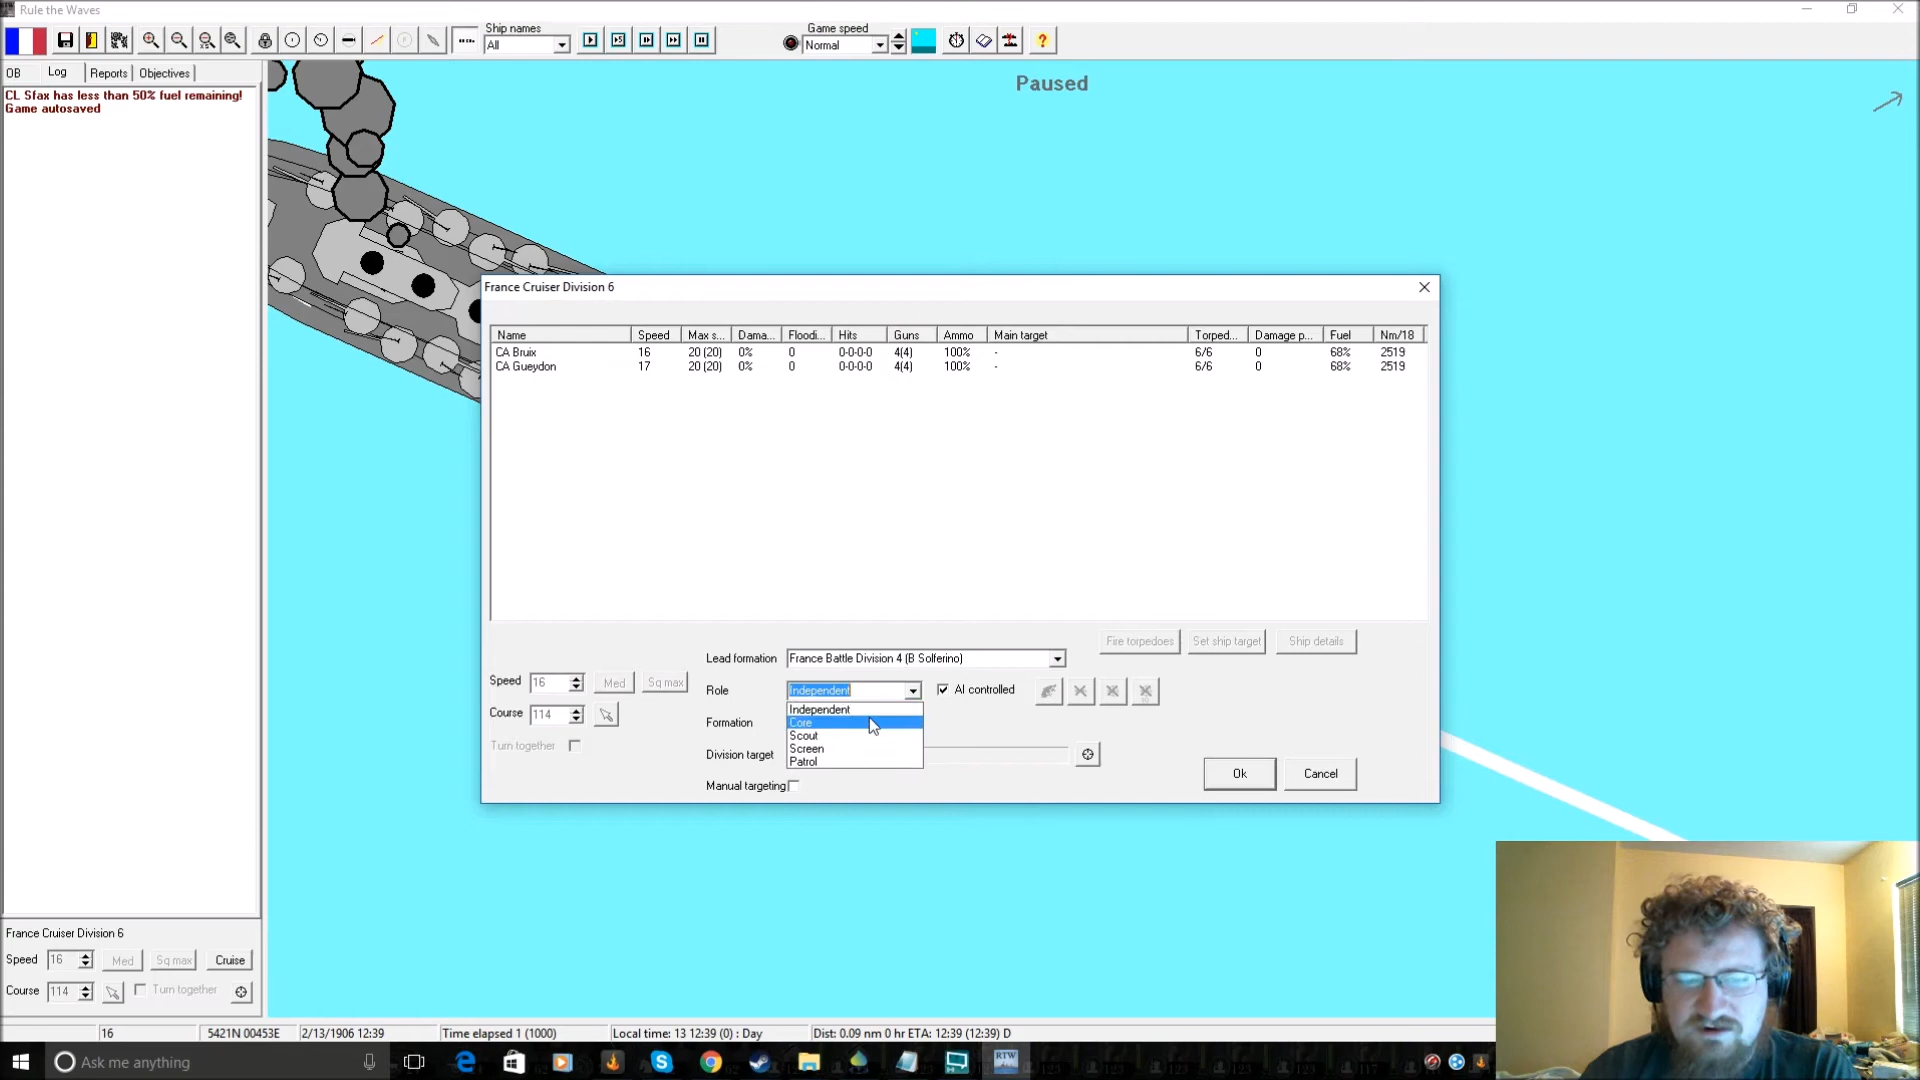 Rule the Waves
Ship names
All
Game speed
Normal
OB Log Reports Objectives
CL Sfax has less than 50% fuel remaining!
Game autosaved
Paused
France Cruiser Division 6
Name Speed Max s... Dama... Floodi... Hits Guns Ammo Main target Torped... Damage p... Fuel Nm/18
CA Bruix 16 20 (20) 0% 0 0-0-0-0 4(4) 100% - 6/6 0 68% 2519
CA Gueydon 17 20 (20) 0% 0 0-0-0-0 4(4) 100% - 6/6 0 68% 2519
Fire torpedoes Set ship target Ship details
Lead formation France Battle Division 4 (B Solferino)
Speed 16 Med Sq max
Role Independent AI controlled
Independent
Course 114
Formation Core
Scout
Turn together
Screen
Division target
Patrol
Ok Cancel
Manual targeting
France Cruiser Division 6
Speed 16 Med Sq max Cruise
Course 114 Turn together
16 5421N 00453E 2/13/1906 12:39 Time elapsed 1 (1000) Local time: 13 12:39 (0) : Day Dist: 0.09 nm 0 hr ETA: 12:39 (12:39) D
Ask me anything
RTW